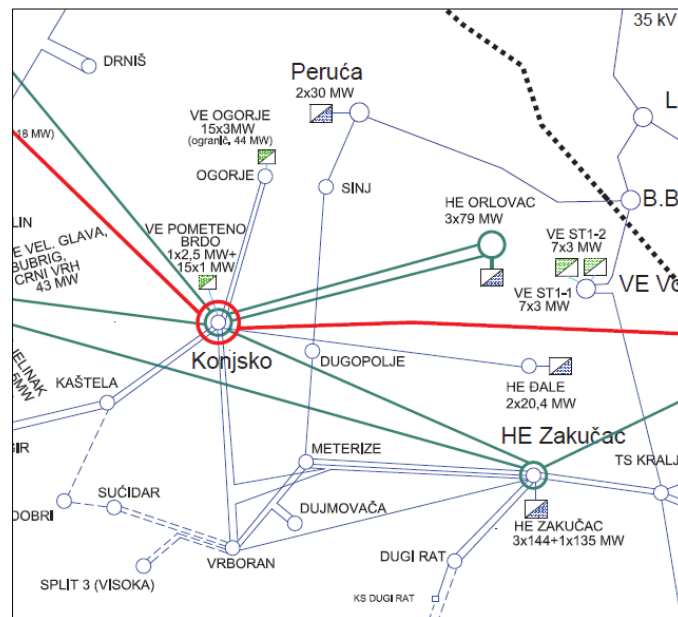 35 kV
DRNIŠ
Peruća
2x30 MW
L
VE OGORJE
15x3MW
(ogranič. 44 MW)
18 MW)
OGORJE
SINJ
HE ORLOVAC
3x79 MW
B.B
LIN
E VEL. GLAVA,
BUBRIG,
CRNI VRH
43 MW
VE POMETENO
BRDO
1x2,5 MW+
15x1 MW
VE ST1-2
7x3 MW
VE ST1-1
7x3 MW
Konjsko
DUGOPOLJE
KAŠTELA
HE ĐALE
2x20,4 MW
HE Zakučac
METERIZE
TS KRALJ
DOBRI
SUĆIDAR
DUJMOVAČA
HE ZAKUČAC
3x144+1x135 MW
VRBORAN
DUGI RAT
SPLIT 3 (VISOKA)
KS DUGI RAT